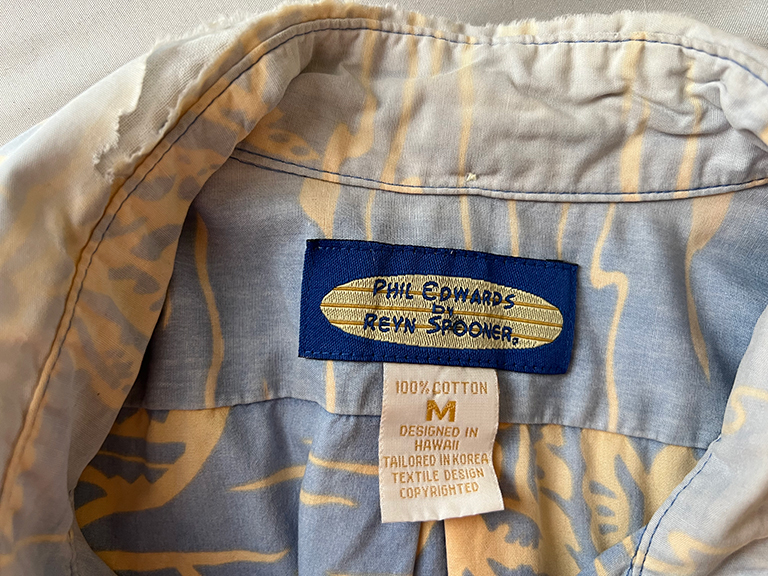 PHIL EDWARDS
by
REYN SPOONER®
100% COTTON
M
DESIGNED IN
HAWAII
TAILORED IN KOREA
TEXTILE DESIGN
COPYRIGHTED